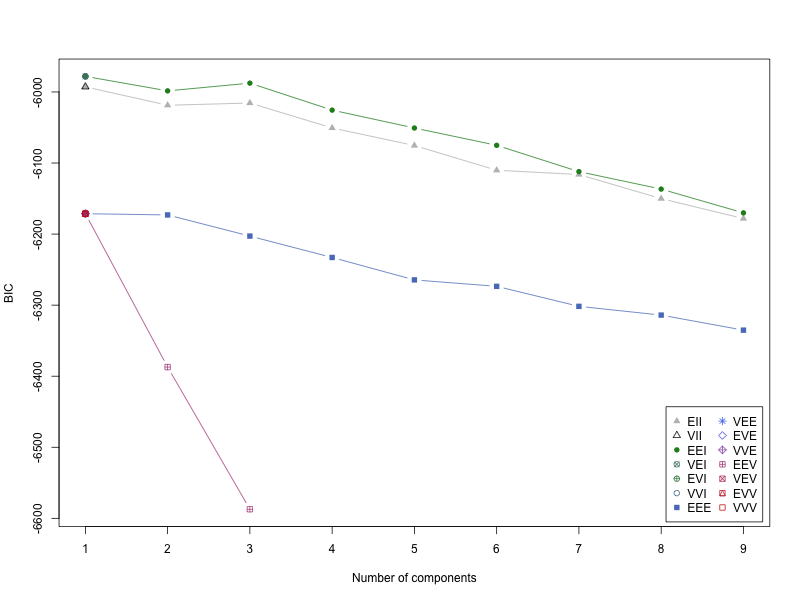 -6000
-6100
-6200
-6300
-6400
-6500
-6600
BIC
1 2 3 4 5 6 7 8 9
Number of components
EII VEE
VII EVE
EEI VVE
VEI EEV
EVI VEV
VVI EVV
EEE VVV